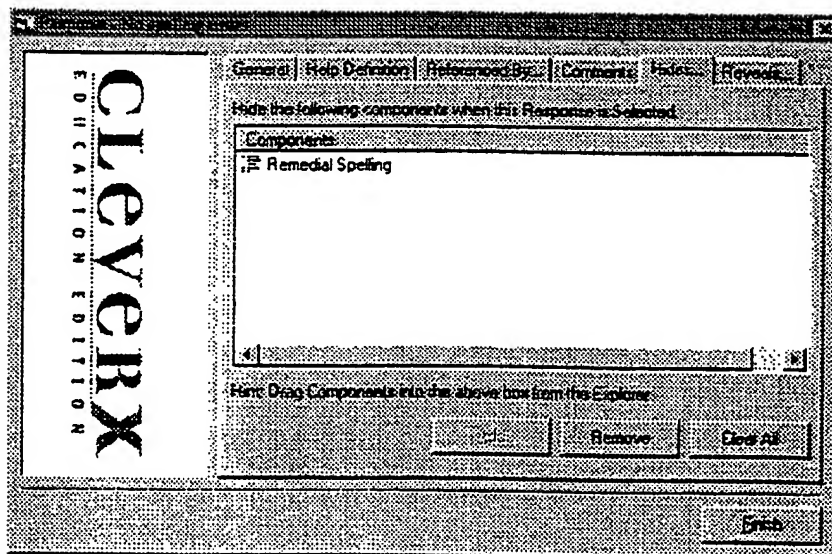 CLeverX
EDUCATION EDITION
General Help Definition Referenced By... Comments Hides... Reveals...
Hide the following components when this Response is Selected
Components
Remedial Spelling
Hint: Drag Components into the above box from the Explorer
Remove Clear All
Finish